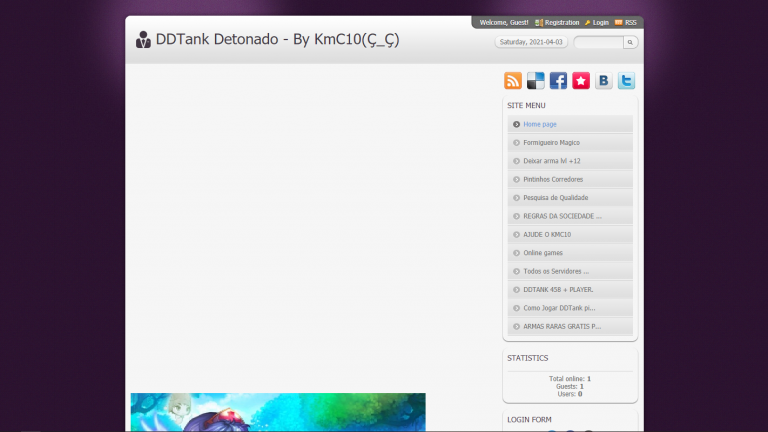 Welcome, Guest! Registration Login RSS
DDTank Detonado - By KmC10(Ç_Ç)
Saturday, 2021-04-03
SITE MENU
Home page
Formigueiro Magico
Deixar arma lvl +12
Pintinhos Corredores
Pesquisa de Qualidade
REGRAS DA SOCIEDADE ...
AJUDE O KMC10
Online games
Todos os Servidores ...
DDTANK 458 + PLAYER.
Como Jogar DDTank pi...
ARMAS RARAS GRATIS P...
STATISTICS
Total online: 1
Guests: 1
Users: 0
LOGIN FORM